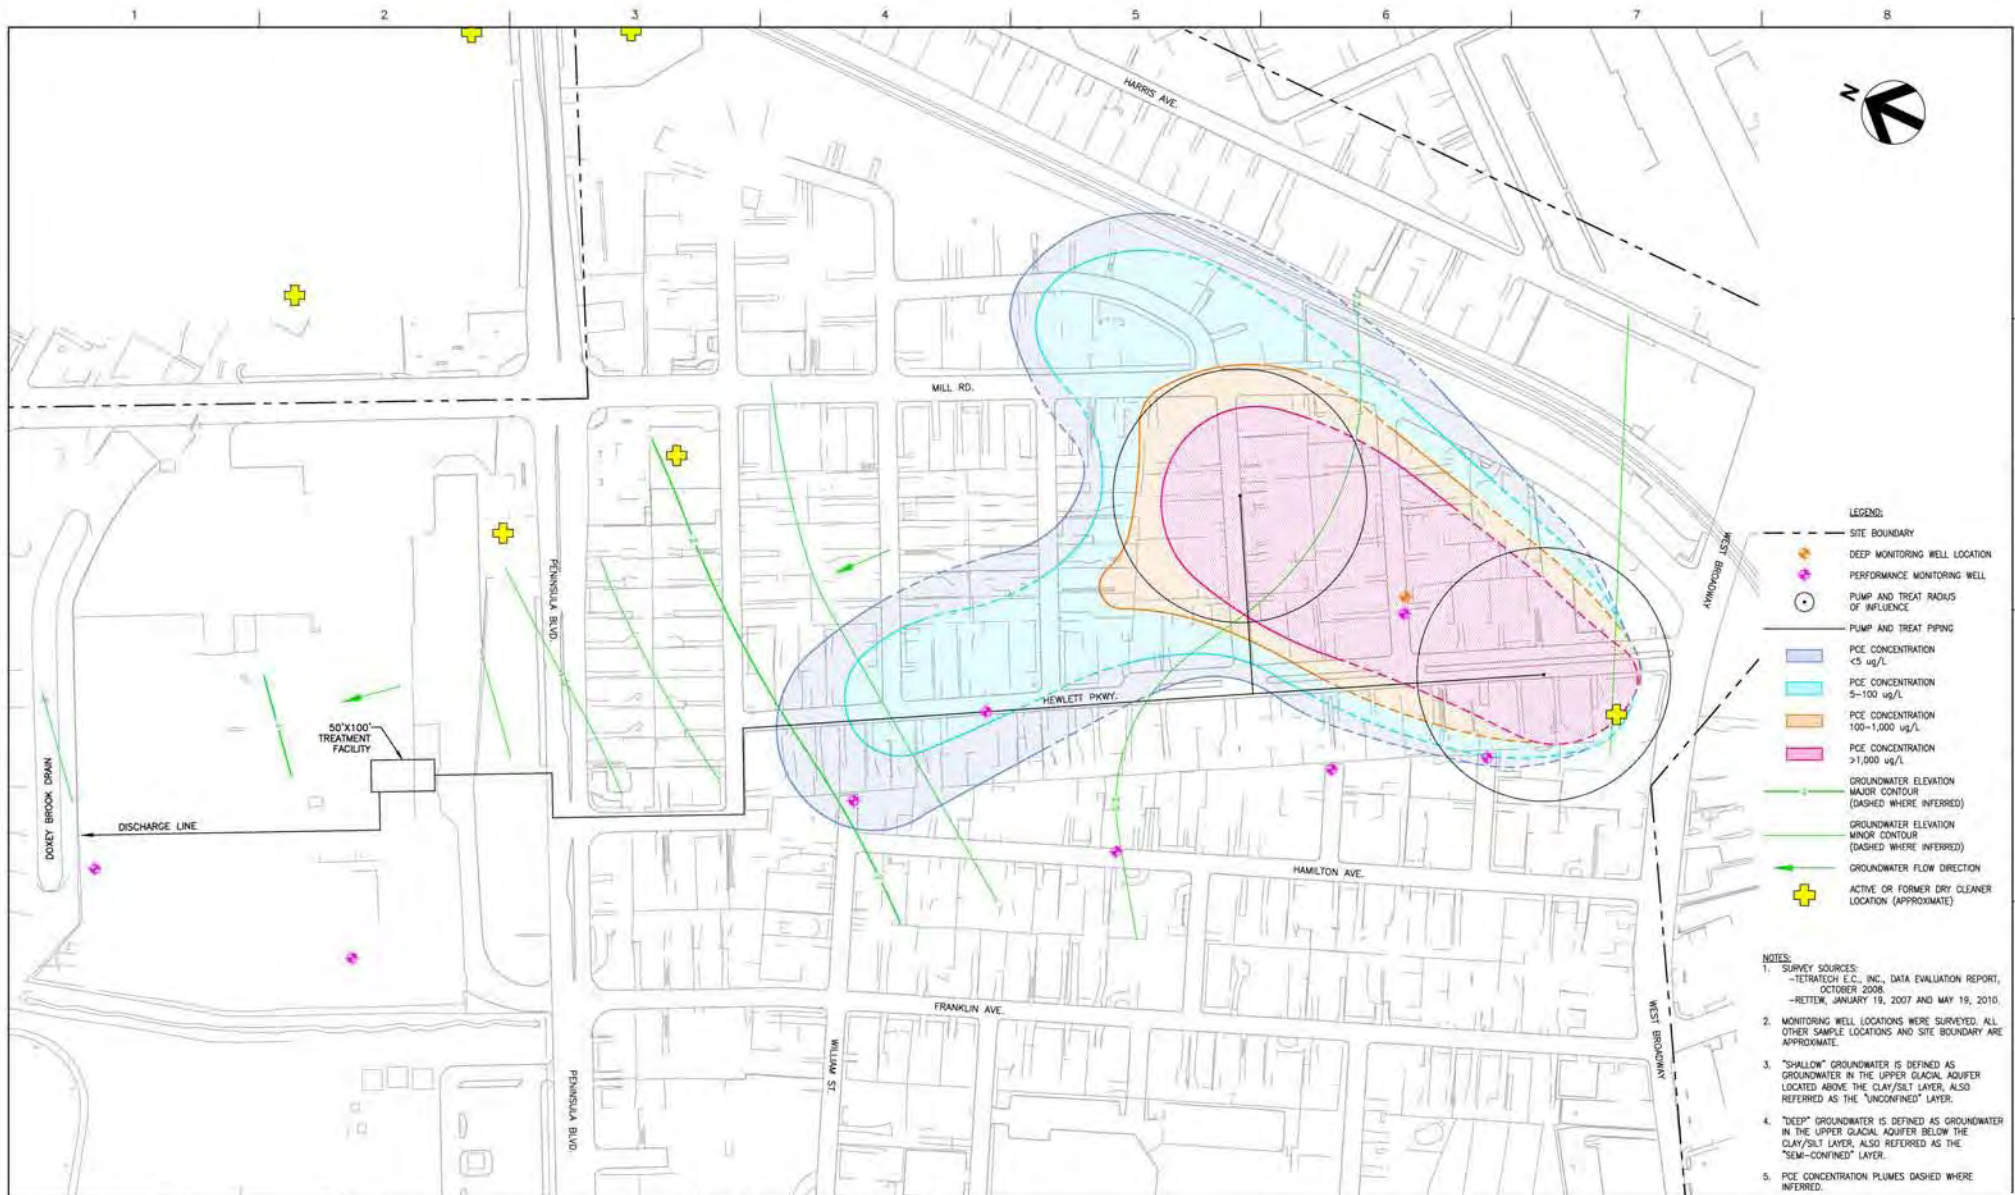 1 2 3 4 5 6 7 8
HARRIS AVE.
N
MILL RD.
PENINSULA BLVD.
WEST BROADWAY
HEWLETT PKWY.
50'X100'
TREATMENT
FACILITY
DISCHARGE LINE
DOXEY BROOK DRAIN
HAMILTON AVE.
FRANKLIN AVE.
WILLIAM ST.
PENINSULA BLVD.
WEST BROADWAY
LEGEND:
SITE BOUNDARY
DEEP MONITORING WELL LOCATION
PERFORMANCE MONITORING WELL
PUMP AND TREAT RADIUS
OF INFLUENCE
PUMP AND TREAT PIPING
PCE CONCENTRATION
<5 ug/L
PCE CONCENTRATION
5-100 ug/L
PCE CONCENTRATION
100-1,000 ug/L
PCE CONCENTRATION
>1,000 ug/L
GROUNDWATER ELEVATION
MAJOR CONTOUR
(DASHED WHERE INFERRED)
GROUNDWATER ELEVATION
MINOR CONTOUR
(DASHED WHERE INFERRED)
GROUNDWATER FLOW DIRECTION
ACTIVE OR FORMER DRY CLEANER
LOCATION (APPROXIMATE)
NOTES:
1. SURVEY SOURCES:
-TETRATECH E.C., INC., DATA EVALUATION REPORT,
OCTOBER 2008.
-RETTEW, JANUARY 19, 2007 AND MAY 19, 2010.
2. MONITORING WELL LOCATIONS WERE SURVEYED. ALL
OTHER SAMPLE LOCATIONS AND SITE BOUNDARY ARE
APPROXIMATE.
3. "SHALLOW" GROUNDWATER IS DEFINED AS
GROUNDWATER IN THE UPPER GLACIAL AQUIFER
LOCATED ABOVE THE CLAY/SILT LAYER, ALSO
REFERRED AS THE "UNCONFINED" LAYER.
4. "DEEP" GROUNDWATER IS DEFINED AS GROUNDWATER
IN THE UPPER GLACIAL AQUIFER BELOW THE
CLAY/SILT LAYER, ALSO REFERRED AS THE
"SEMI-CONFINED" LAYER.
5. PCE CONCENTRATION PLUMES DASHED WHERE
INFERRED.